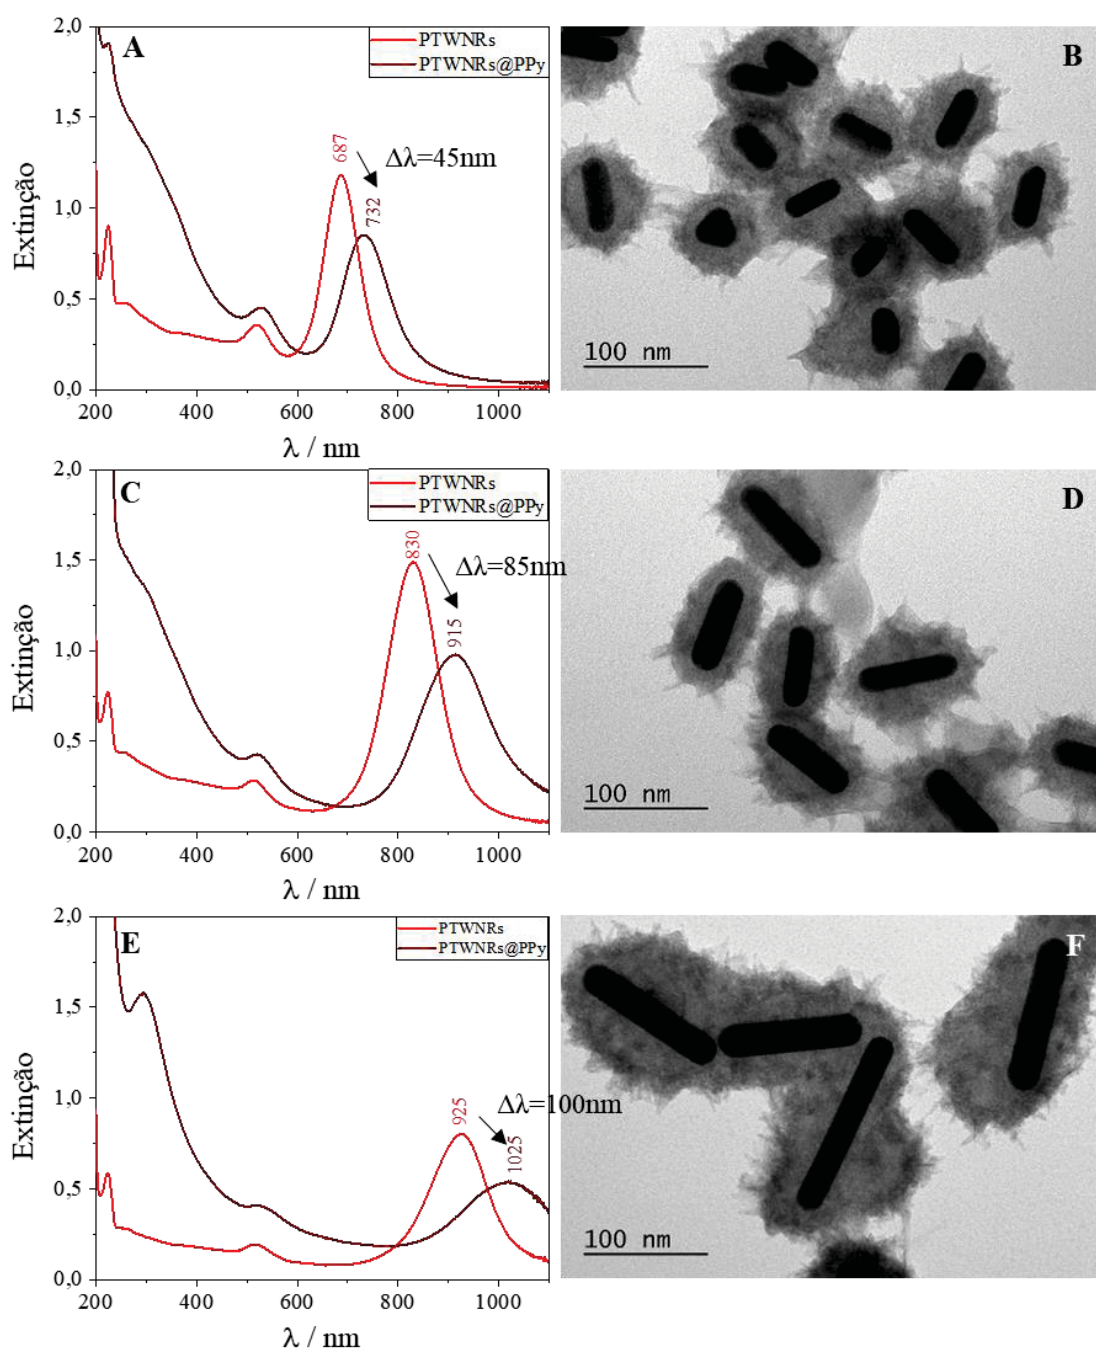 A
PTWNRs
PTWNRs@PPy
687
Δλ=45nm
732
Extinção
2,0
1,5
1,0
0,5
0,0
200 400 600 800 1000
λ / nm
B
100 nm
C
PTWNRs
PTWNRs@PPy
830
Δλ=85nm
915
Extinção
2,0
1,5
1,0
0,5
0,0
200 400 600 800 1000
λ / nm
D
100 nm
E
PTWNRs
PTWNRs@PPy
925
Δλ=100nm
1025
Extinção
2,0
1,5
1,0
0,5
0,0
200 400 600 800 1000
λ / nm
F
100 nm